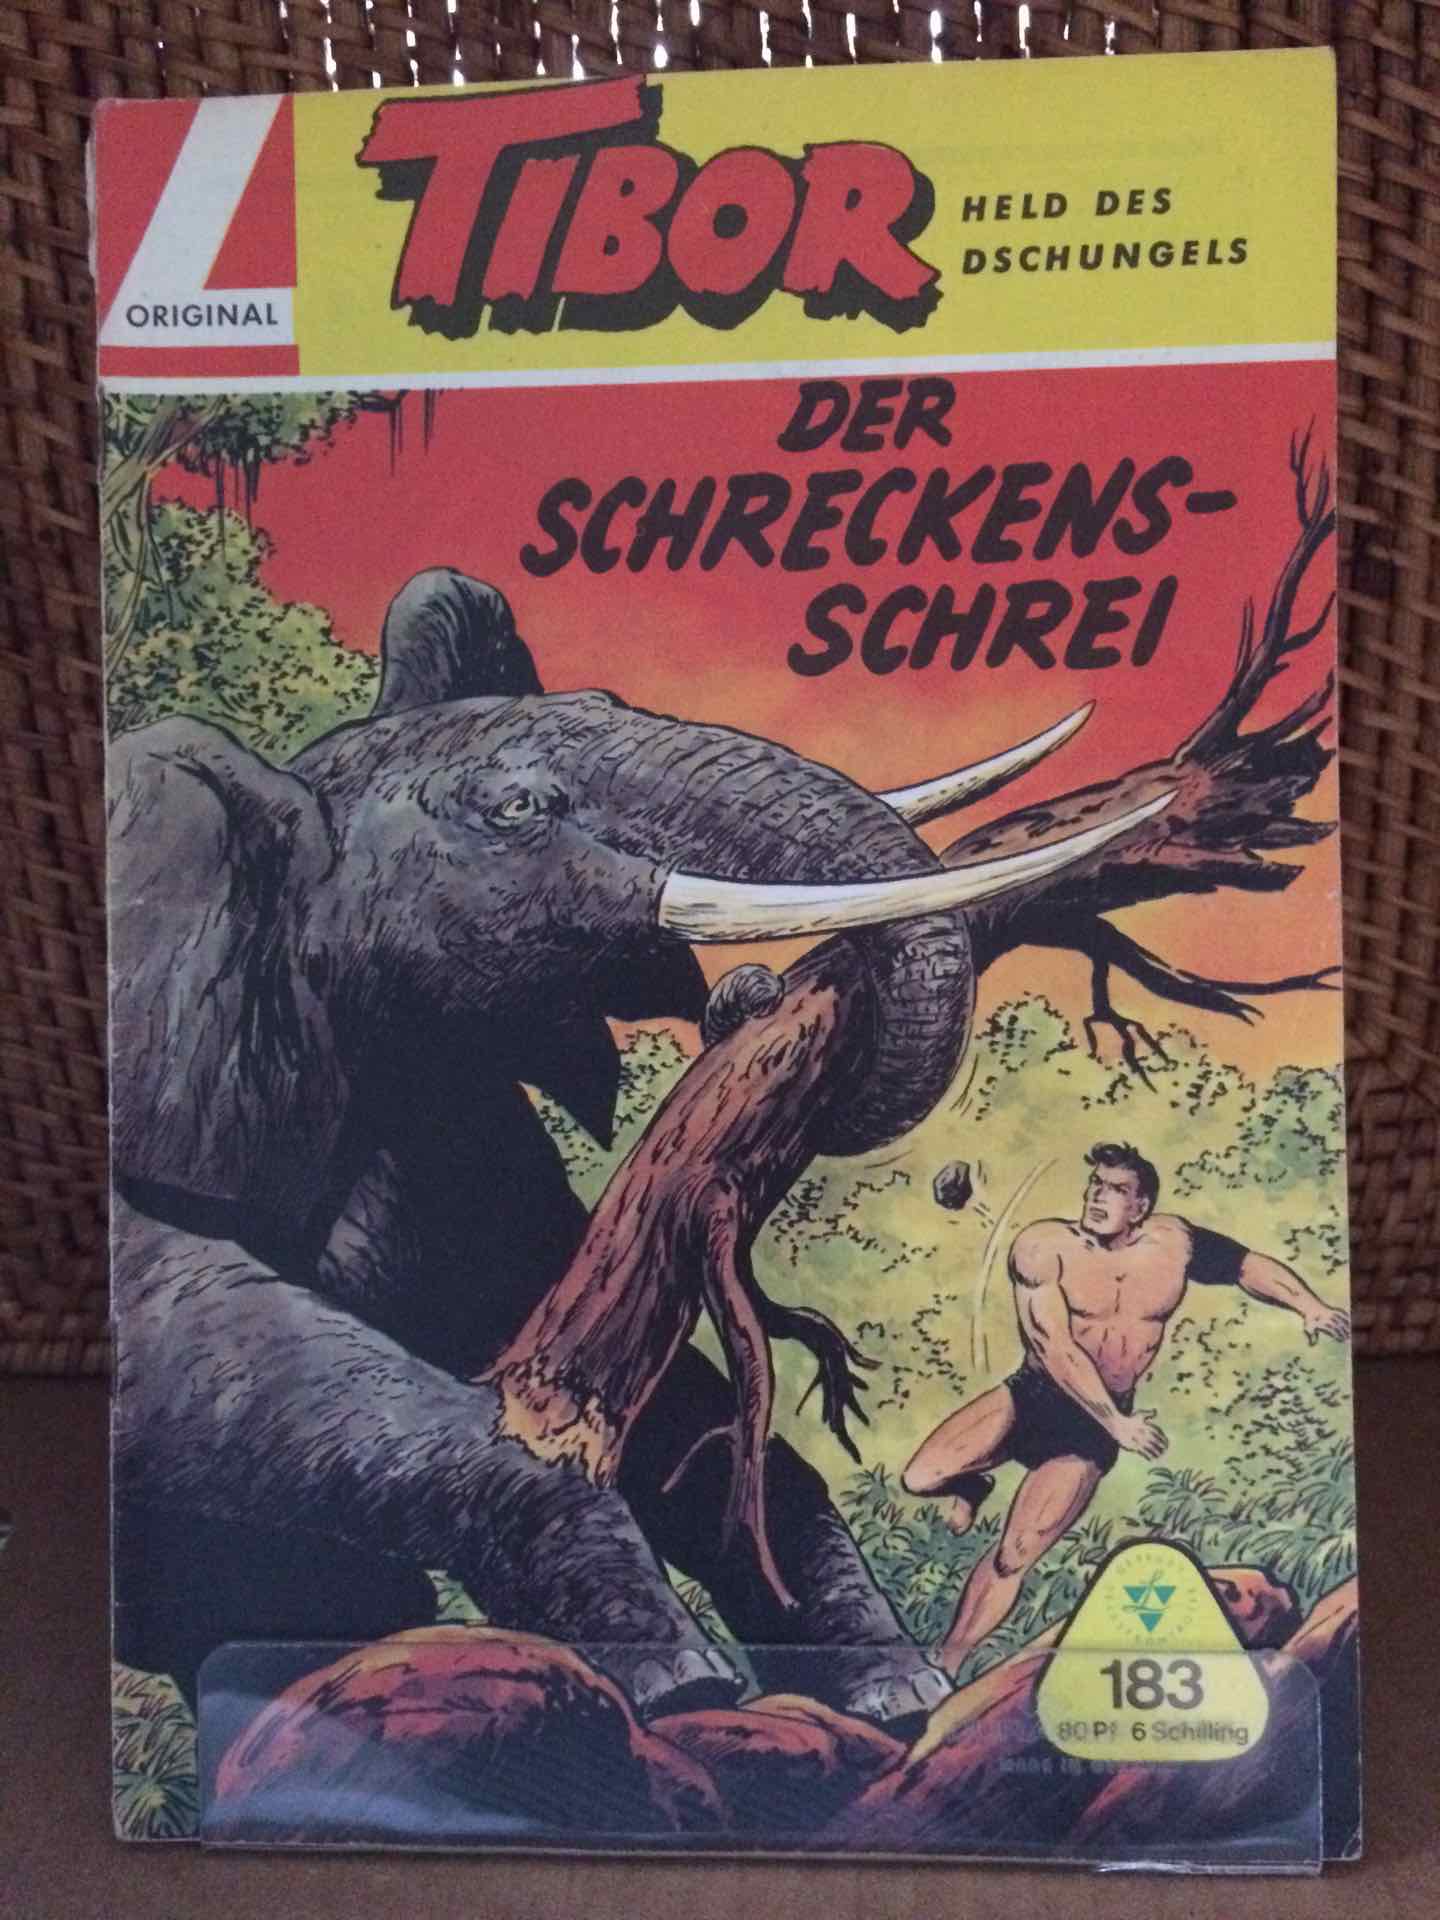 ORIGINAL
TIBOR
HELD DES
DSCHUNGELS
DER
SCHRECKENS-
SCHREI
183
80 Pf 6 Schilling